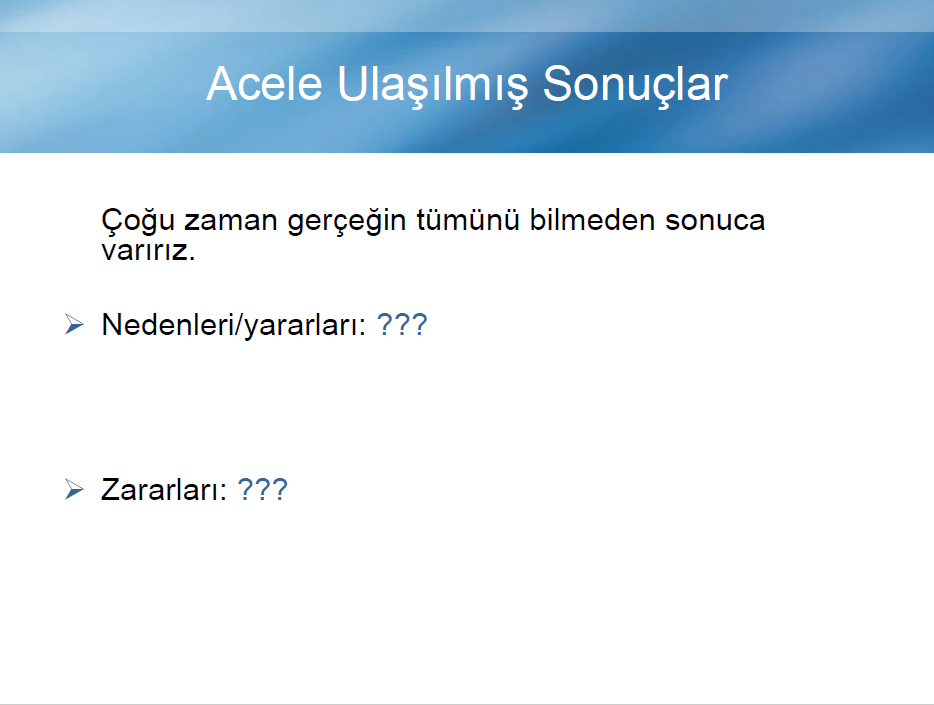 Acele Ulaşılmış Sonuçlar
Çoğu zaman gerçeğin tümünü bilmeden sonuca
varırız.
Nedenleri/yararları: ???
Zararları: ???